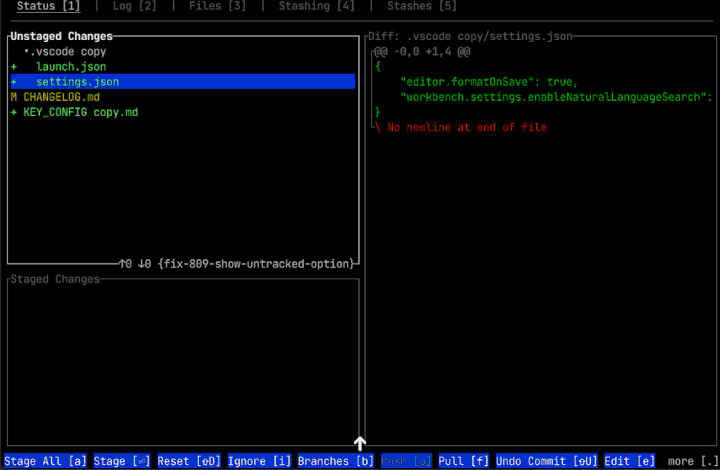 Status [1] | Log [2] | Files [3] | Stashing [4] | Stashes [5]
Unstaged Changes
▾.vscode copy
+ launch.json
+ settings.json
M CHANGELOG.md
+ KEY_CONFIG copy.md
↑0 ↓0 {fix-809-show-untracked-option}
Staged Changes
Diff: .vscode copy/settings.json
@@ -0,0 +1,4 @@
{
"editor.formatOnSave": true,
"workbench.settings.enableNaturalLanguageSearch":
}
\ No newline at end of file
Stage All [a] Stage [⏎] Reset [⇧D] Ignore [i] Branches [b] Push [p] Pull [f] Undo Commit [⇧U] Edit [e] more [.]